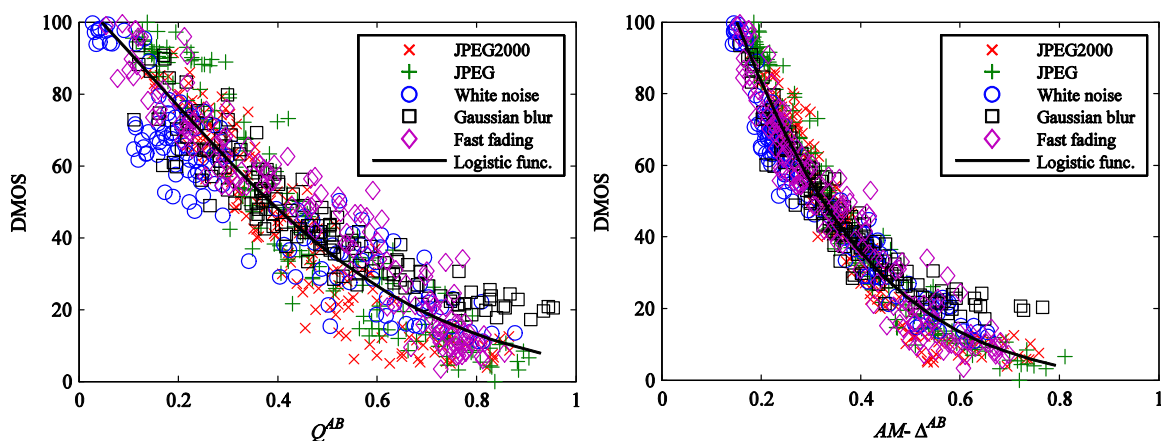 100
80
60
40
20
0
DMOS
JPEG2000
JPEG
White noise
Gaussian blur
Fast fading
Logistic func.
0 0.2 0.4 0.6 0.8 1
Q^AB
100
80
60
40
20
0
DMOS
JPEG2000
JPEG
White noise
Gaussian blur
Fast fading
Logistic func.
0 0.2 0.4 0.6 0.8 1
AM- Δ^AB